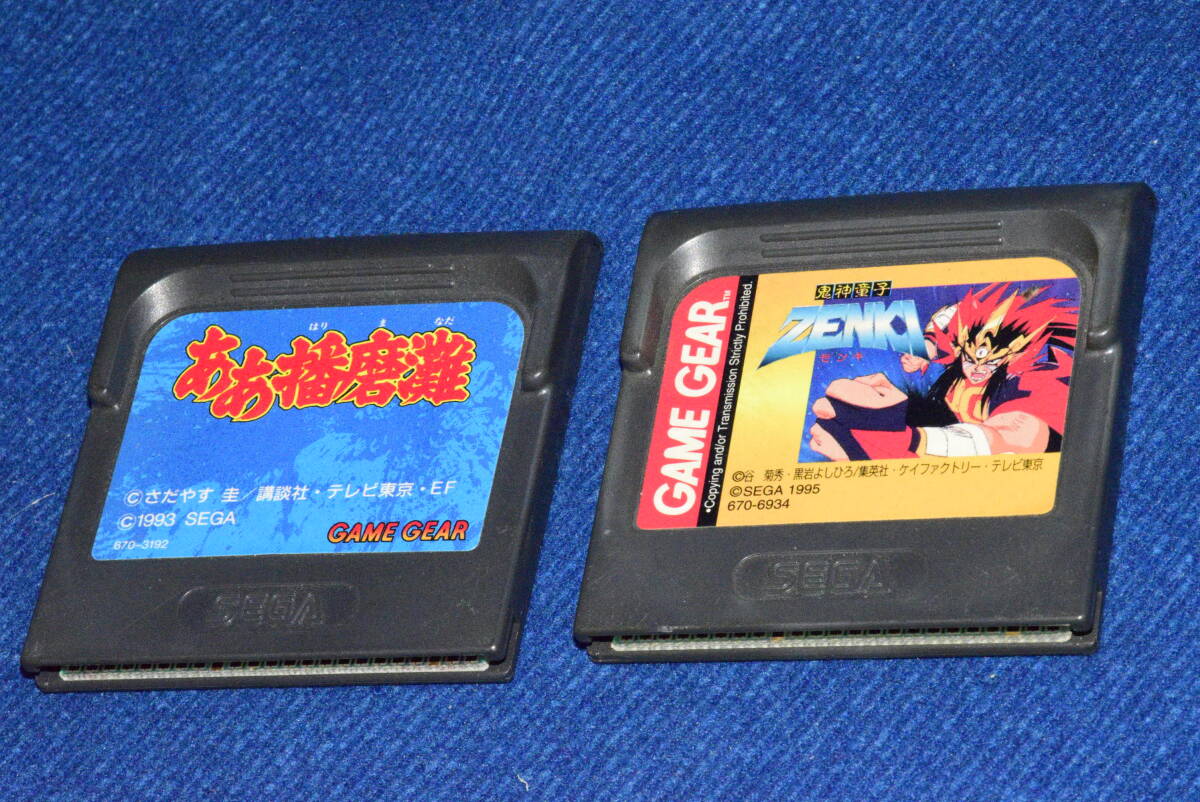 はり ま なだ
ああ播磨灘
©さだやす 圭/講談社・テレビ東京・EF
©1993 SEGA
670-3192
GAME GEAR
SEGA
GAME GEAR™
•Copying and/or Transmission Strictly Prohibited.
鬼神童子
ZENKI
ゼンキ
©谷 菊秀・黒岩よしひろ/集英社・ケイファクトリー・テレビ東京
©SEGA 1995
670-6934
SEGA